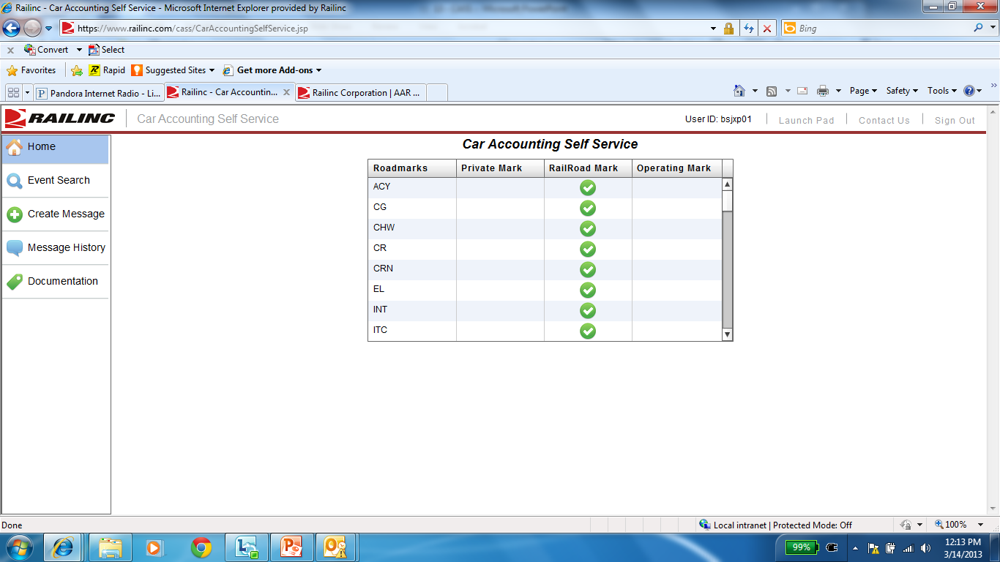 Railinc - Car Accounting Self Service - Microsoft Internet Explorer provided by Railinc
https://www.railinc.com/cass/CarAccountingSelfService.jsp
Bing
x Convert Select
Favorites Rapid Suggested Sites Get more Add-ons
Pandora Internet Radio - Li... Railinc - Car Accountin... x Railinc Corporation | AAR ... Page Safety Tools »
RAILINC Car Accounting Self Service User ID: bsjxp01 Launch Pad Contact Us Sign Out
Home
Event Search
Create Message
Message History
Documentation
Car Accounting Self Service
Roadmarks Private Mark RailRoad Mark Operating Mark
ACY
CG
CHW
CR
CRN
EL
INT
ITC
Done Local intranet | Protected Mode: Off 100%
99% 12:13 PM
3/14/2013